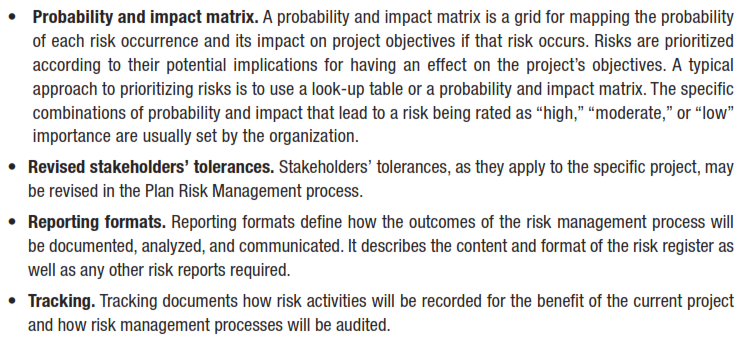 • Probability and impact matrix. A probability and impact matrix is a grid for mapping the probability
of each risk occurrence and its impact on project objectives if that risk occurs. Risks are prioritized
according to their potential implications for having an effect on the project’s objectives. A typical
approach to prioritizing risks is to use a look-up table or a probability and impact matrix. The specific
combinations of probability and impact that lead to a risk being rated as “high,” “moderate,” or “low”
importance are usually set by the organization.
• Revised stakeholders’ tolerances. Stakeholders’ tolerances, as they apply to the specific project, may
be revised in the Plan Risk Management process.
• Reporting formats. Reporting formats define how the outcomes of the risk management process will
be documented, analyzed, and communicated. It describes the content and format of the risk register as
well as any other risk reports required.
• Tracking. Tracking documents how risk activities will be recorded for the benefit of the current project
and how risk management processes will be audited.